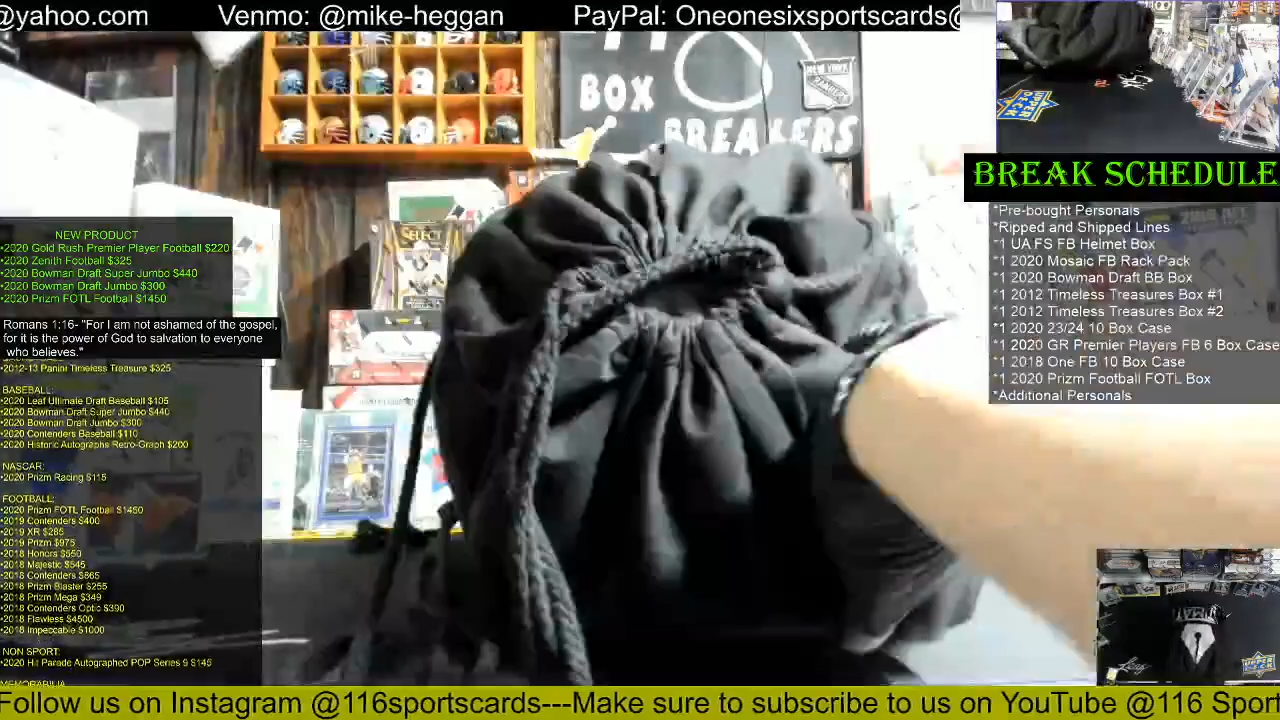 @yahoo.com Venmo: @mike-heggan PayPal: Oneonesixsportscards@
BOX
BREAKERS
NEW YORK
SELECT
BREAK SCHEDULE
*Pre-bought Personals
*Ripped and Shipped Lines
*1 UA FS FB Helmet Box
*1 2020 Mosaic FB Rack Pack
*1 2020 Bowman Draft BB Box
*1 2012 Timeless Treasures Box #1
*1 2012 Timeless Treasures Box #2
*1 2020 23/24 10 Box Case
*1 2020 GR Premier Players FB 6 Box Case
*1 2018 One FB 10 Box Case
*1 2020 Prizm Football FOTL Box
*Additional Personals
NEW PRODUCT
•2020 Gold Rush Premier Player Football $220
•2020 Zenith Football $325
•2020 Bowman Draft Super Jumbo $440
•2020 Bowman Draft Jumbo $300
•2020 Prizm FOTL Football $1450
Romans 1:16- "For I am not ashamed of the gospel,
for it is the power of God to salvation to everyone
who believes."
•2012-13 Panini Timeless Treasure $325
BASEBALL:
•2020 Leaf Ultimate Draft Baseball $105
•2020 Bowman Draft Super Jumbo $440
•2020 Bowman Draft Jumbo $300
•2020 Contenders Baseball $110
•2020 Historic Autographs Retro-Graph $200
NASCAR:
•2020 Prizm Racing $115
FOOTBALL:
•2020 Prizm FOTL Football $1450
•2019 Contenders $400
•2019 XR $265
•2019 Prizm $975
•2018 Honors $550
•2018 Majestic $545
•2018 Contenders $865
•2018 Prizm Blaster $255
•2018 Prizm Mega $349
•2018 Contenders Optic $390
•2018 Flawless $4500
•2018 Impeccable $1000
NON SPORT:
•2020 Hit Parade Autographed POP Series 9 $145
MEMORABILIA
UPPER DECK
Leaf
UPPER DECK
Follow us on Instagram @116sportscards---Make sure to subscribe to us on YouTube @116 Sport